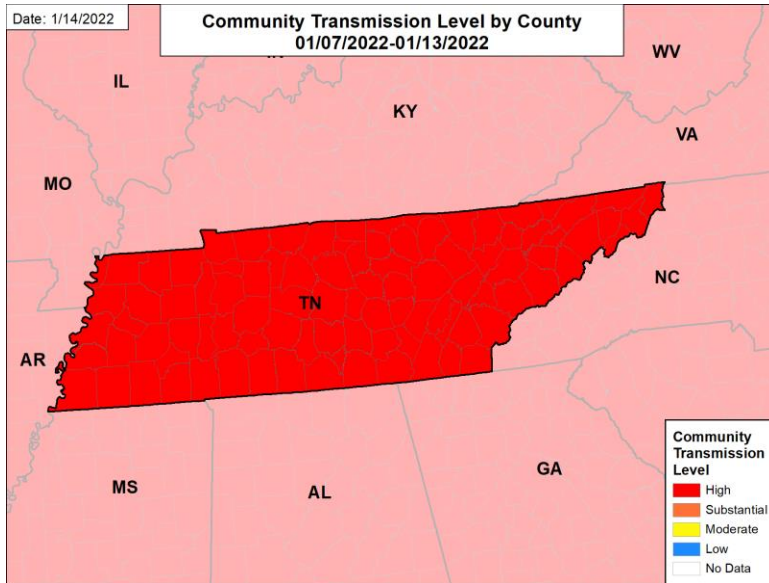 Date: 1/14/2022
Community Transmission Level by County
01/07/2022-01/13/2022
WV
IL
KY
VA
MO
TN
NC
AR
MS
AL
GA
Community
Transmission
Level
High
Substantial
Moderate
Low
No Data